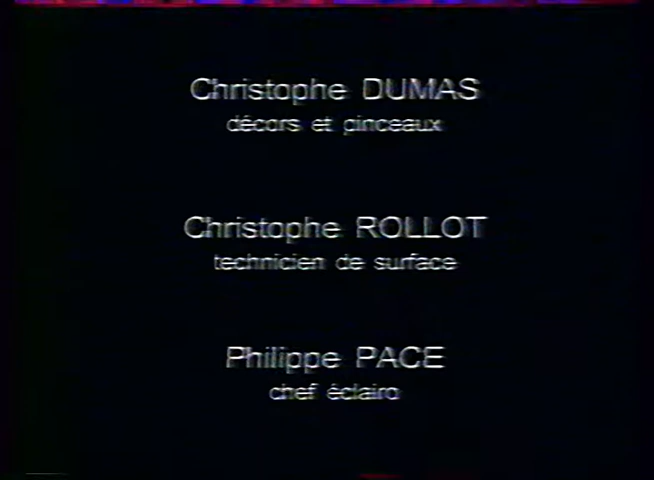 Christophe DUMAS
décors et pinceaux
Christophe ROLLOT
technicien de surface
Philippe PACE
chef éclairo